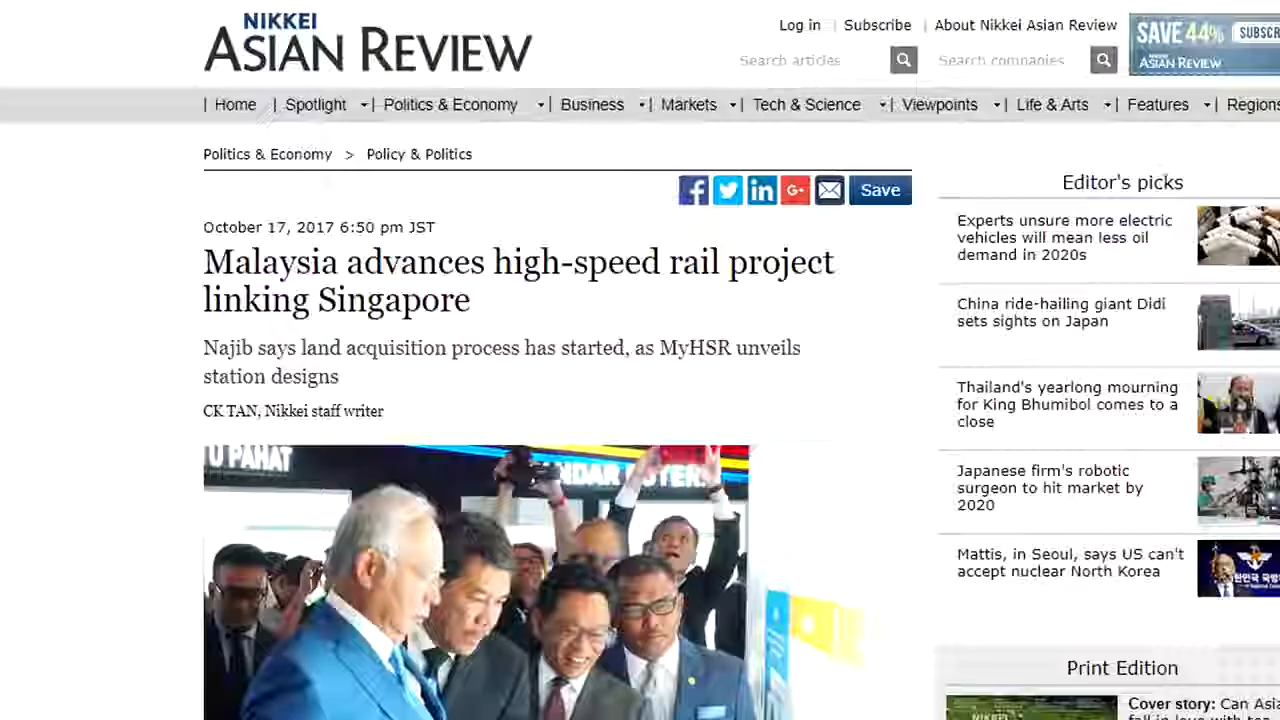 NIKKEI
ASIAN REVIEW
Log in | Subscribe | About Nikkei Asian Review
Search articles
Search companies
SAVE 44%
ASIAN REVIEW
| Home | Spotlight | Politics & Economy | Business | Markets | Tech & Science | Viewpoints | Life & Arts | Features | Regions
Politics & Economy > Policy & Politics
Save
October 17, 2017 6:50 pm JST
Malaysia advances high-speed rail project
linking Singapore
Najib says land acquisition process has started, as MyHSR unveils
station designs
CK TAN, Nikkei staff writer
U PAHAT
Editor's picks
Experts unsure more electric
vehicles will mean less oil
demand in 2020s
China ride-hailing giant Didi
sets sights on Japan
Thailand's yearlong mourning
for King Bhumibol comes to a
close
Japanese firm's robotic
surgeon to hit market by
2020
Mattis, in Seoul, says US can't
accept nuclear North Korea
Print Edition
NIKKEI
Cover story: Can Asia